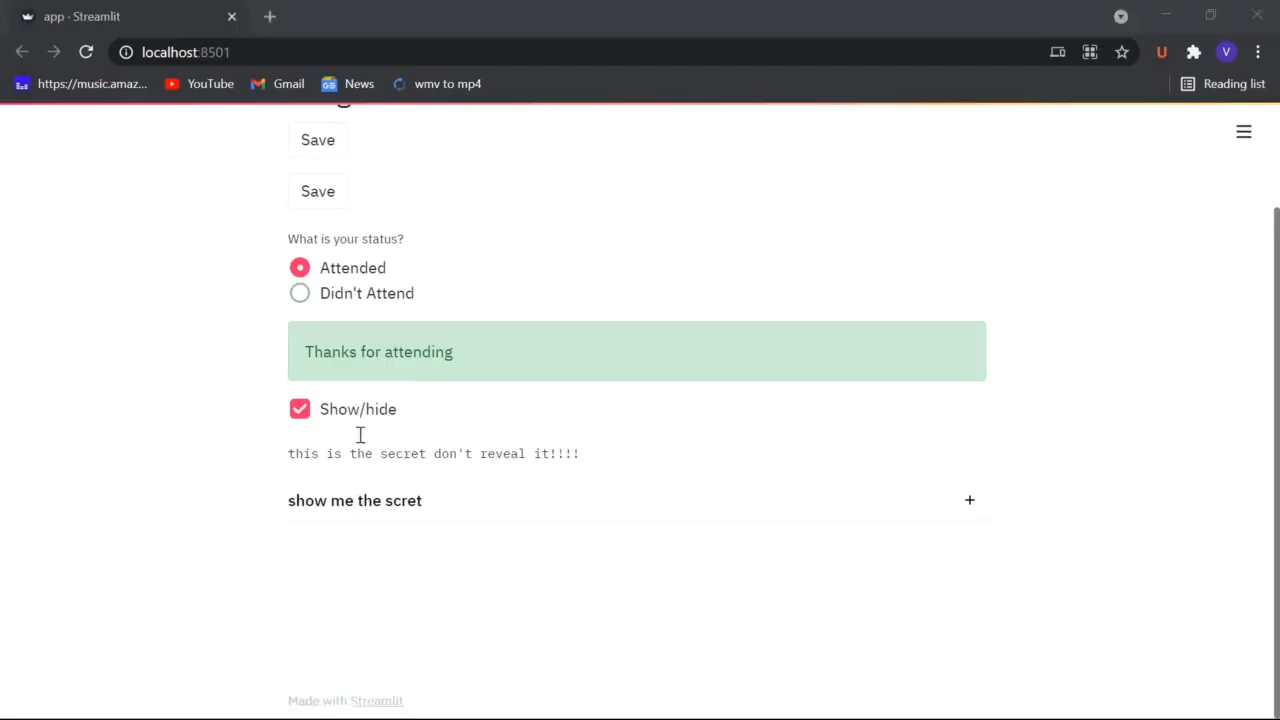 app · Streamlit
localhost:8501
U
V
https://music.amaz...
YouTube
Gmail
News
wmv to mp4
Reading list
Save
Save
What is your status?
Attended
Didn't Attend
Thanks for attending
Show/hide
this is the secret don't reveal it!!!!
show me the scret
Made with Streamlit